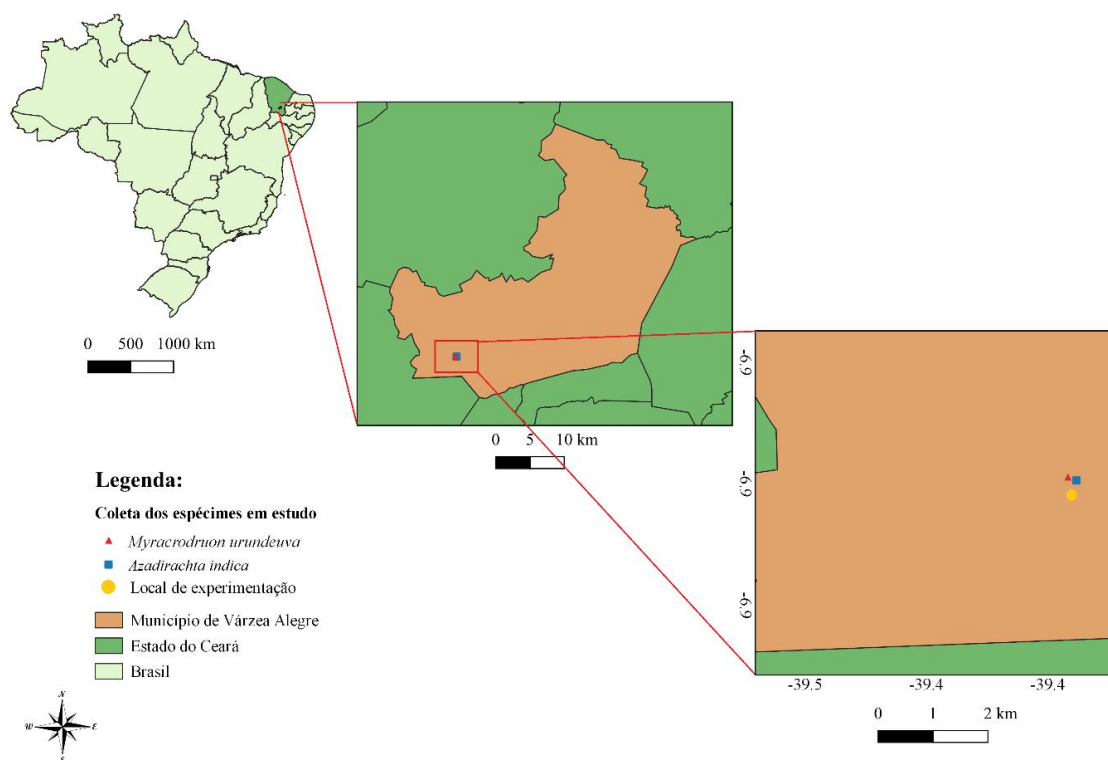 0 500 1000 km
0 5 10 km
Legenda:
Coleta dos espécimes em estudo
Myracrodruon urundeuva
Azadirachta indica
Local de experimentação
Município de Várzea Alegre
Estado do Ceará
Brasil
N
W E
S
-6.9
-6.9
-6.9
-39.5 -39.4 -39.4
0 1 2 km